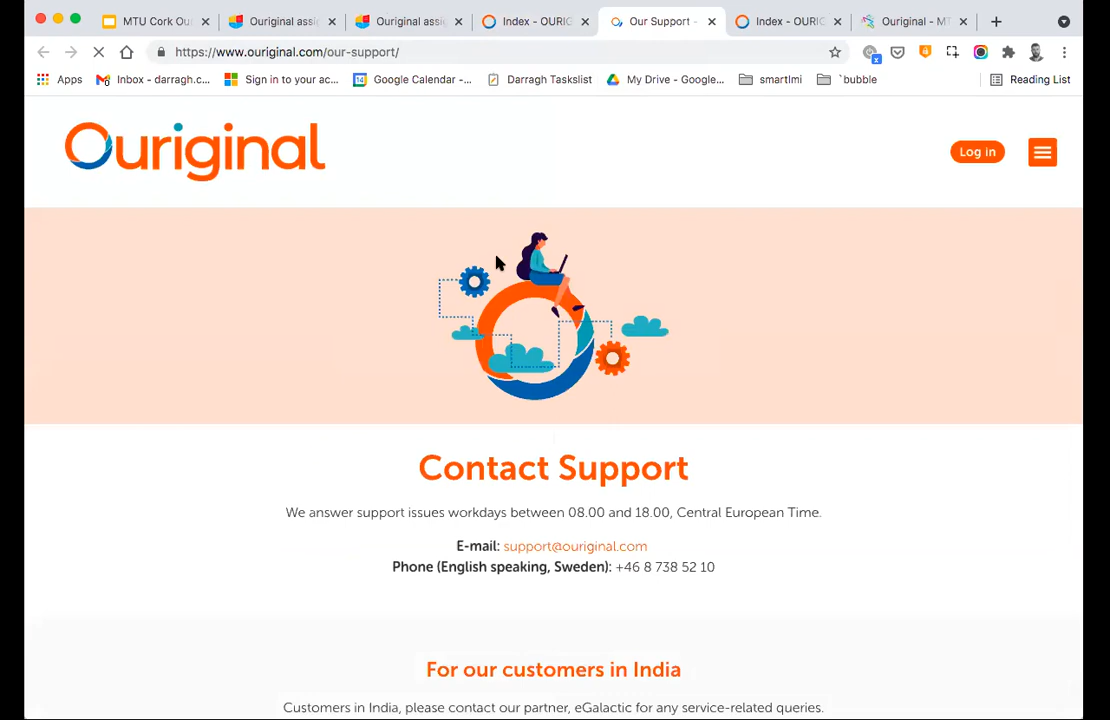 MTU Cork Ou
Ouriginal assi
Ouriginal assi
Index - OURIG
Our Support -
Index - OURIC
Ouriginal - MT
https://www.ouriginal.com/our-support/
Apps
Inbox - darragh.c...
Sign in to your ac...
Google Calendar -...
Darragh Tasklist
My Drive - Google...
smartlmi
`bubble
Reading List
Ouriginal
Log in
Contact Support
We answer support issues workdays between 08.00 and 18.00, Central European Time.
E-mail: support@ouriginal.com
Phone (English speaking, Sweden): +46 8 738 52 10
For our customers in India
Customers in India, please contact our partner, eGalactic for any service-related queries.